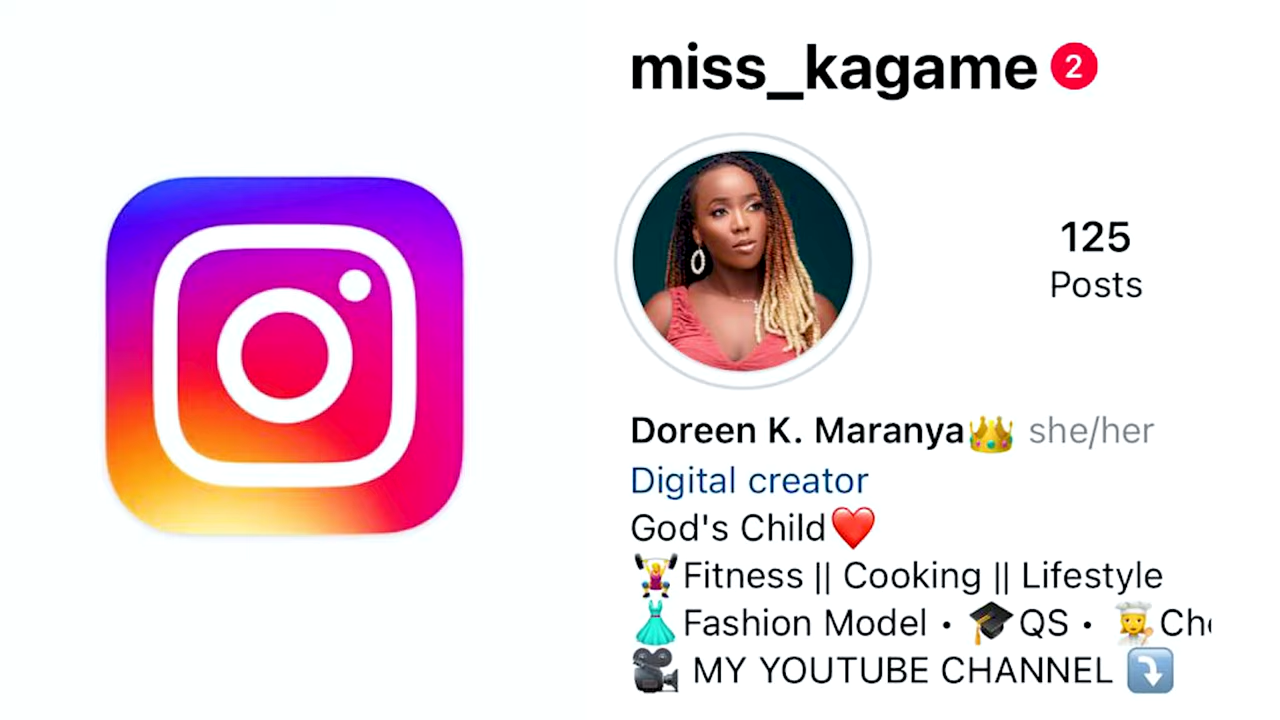 miss_kagame 2
125
Posts
Doreen K. Maranya👑 she/her
Digital creator
God's Child❤️
🏋️‍♀️Fitness || Cooking || Lifestyle
👗Fashion Model • 🎓QS • 👩‍🍳
🎥 MY YOUTUBE CHANNEL ⤵️